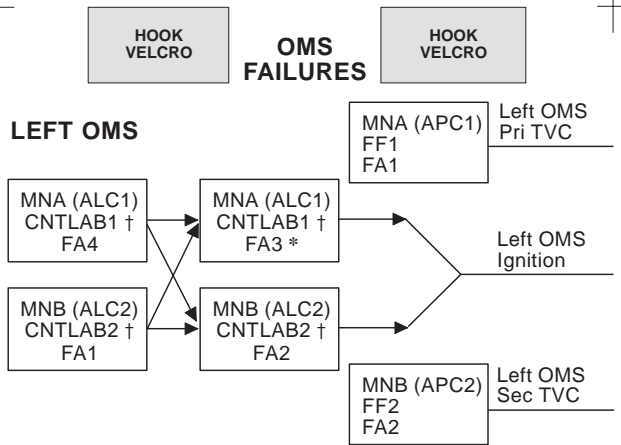 HOOK
VELCRO
OMS
FAILURES
HOOK
VELCRO
LEFT OMS
MNA (APC1)
FF1
FA1
Left OMS
Pri TVC
MNA (ALC1)
CNTLAB1 †
FA4
MNA (ALC1)
CNTLAB1 †
FA3 *
Left OMS
Ignition
MNB (ALC2)
CNTLAB2 †
FA1
MNB (ALC2)
CNTLAB2 †
FA2
MNB (APC2)
FF2
FA2
Left OMS
Sec TVC